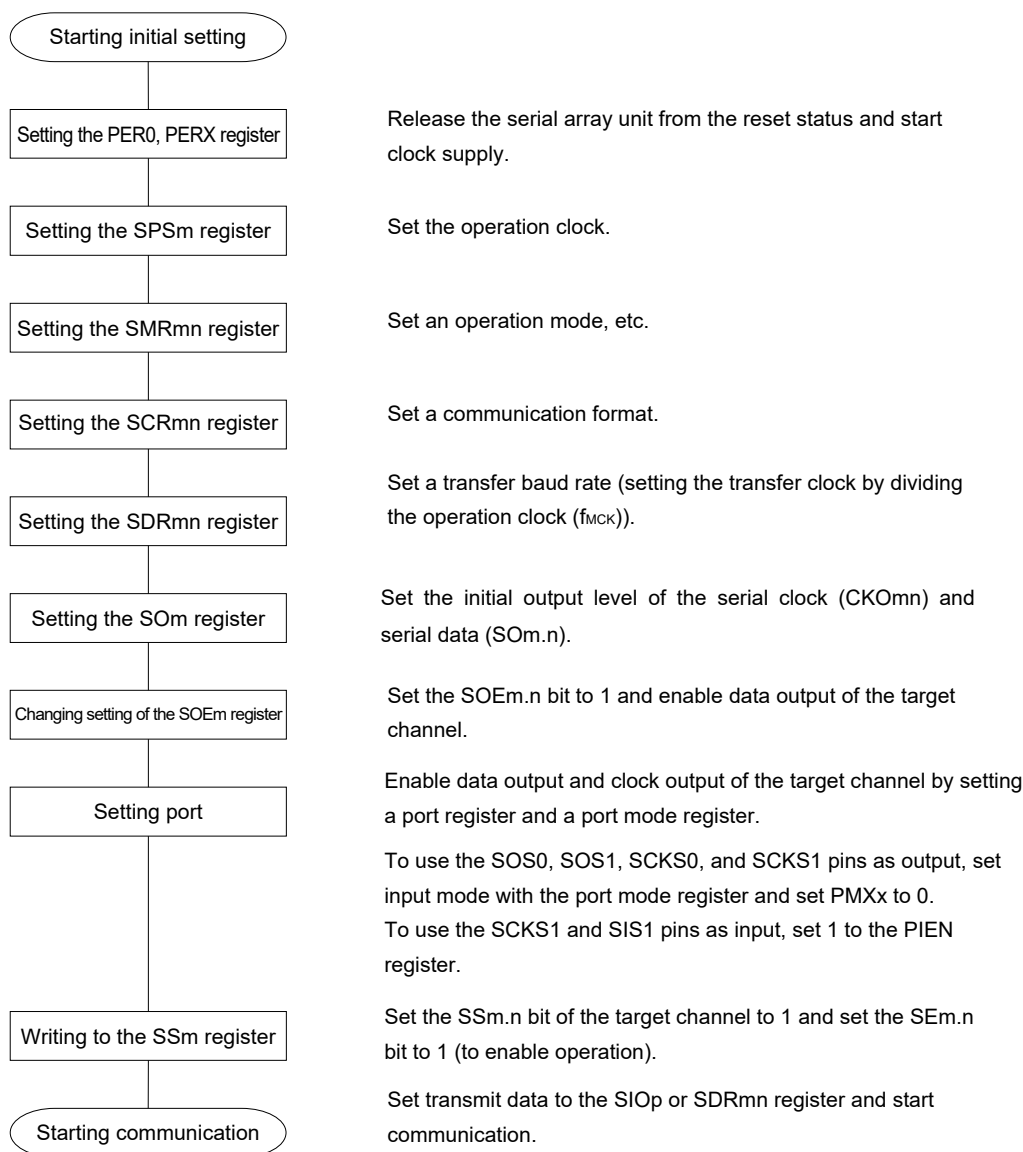 Starting initial setting
Setting the PER0, PERX register
Release the serial array unit from the reset status and start
clock supply.
Setting the SPSm register
Set the operation clock.
Setting the SMRmn register
Set an operation mode, etc.
Setting the SCRmn register
Set a communication format.
Setting the SDRmn register
Set a transfer baud rate (setting the transfer clock by dividing
the operation clock (fMCK)).
Setting the SOm register
Set the initial output level of the serial clock (CKOmn) and
serial data (SOm.n).
Changing setting of the SOEm register
Set the SOEm.n bit to 1 and enable data output of the target
channel.
Setting port
Enable data output and clock output of the target channel by setting
a port register and a port mode register.
To use the SOS0, SOS1, SCKS0, and SCKS1 pins as output, set
input mode with the port mode register and set PMXx to 0.
To use the SCKS1 and SIS1 pins as input, set 1 to the PIEN
register.
Writing to the SSm register
Set the SSm.n bit of the target channel to 1 and set the SEm.n
bit to 1 (to enable operation).
Starting communication
Set transmit data to the SIOp or SDRmn register and start
communication.